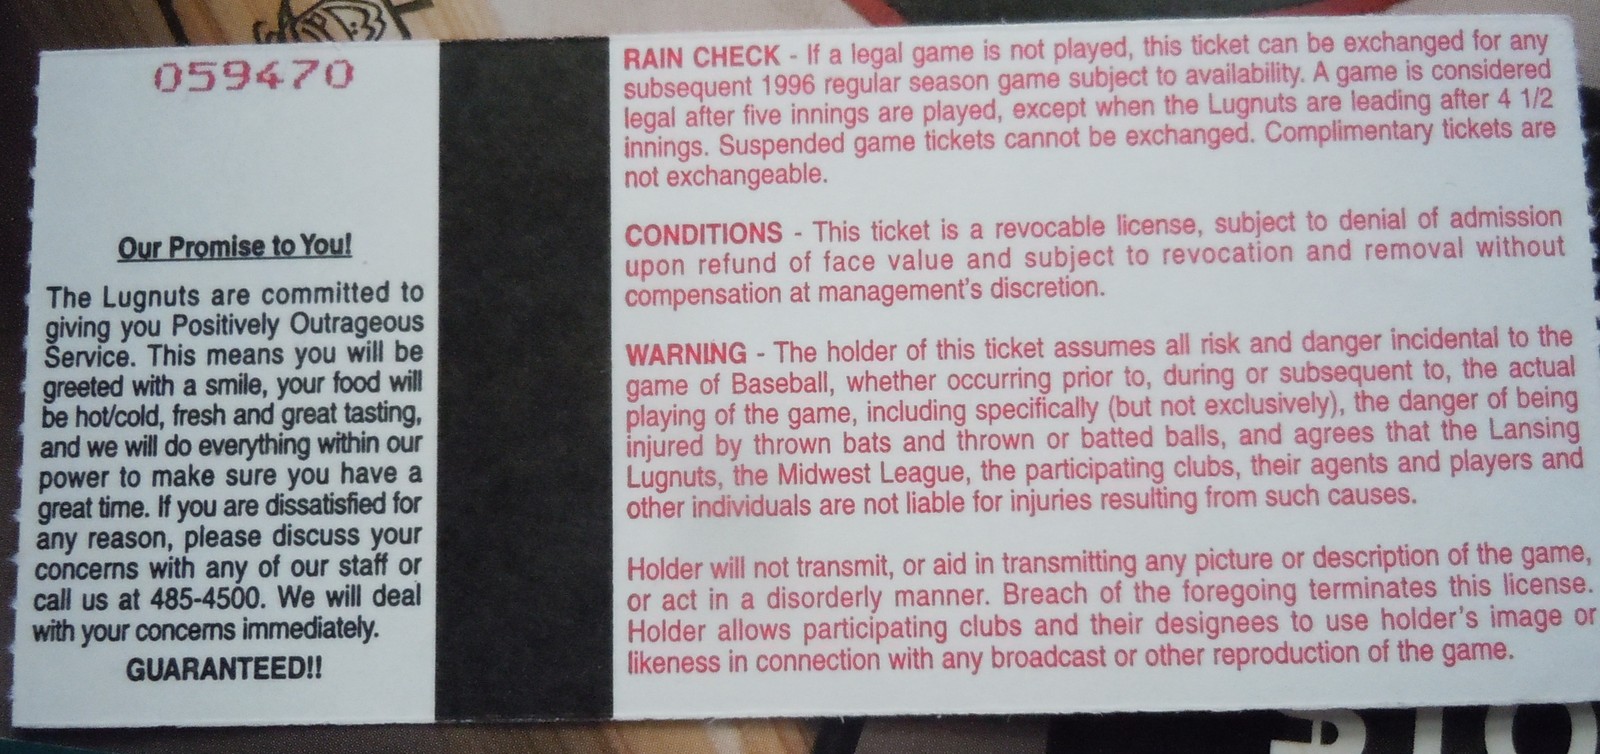 059470
Our Promise to You!
The Lugnuts are committed to
giving you Positively Outrageous
Service. This means you will be
greeted with a smile, your food will
be hot/cold, fresh and great tasting,
and we will do everything within our
power to make sure you have a
great time. If you are dissatisfied for
any reason, please discuss your
concerns with any of our staff or
call us at 485-4500. We will deal
with your concerns immediately.
GUARANTEED!!
RAIN CHECK - If a legal game is not played, this ticket can be exchanged for any
subsequent 1996 regular season game subject to availability. A game is considered
legal after five innings are played, except when the Lugnuts are leading after 4 1/2
innings. Suspended game tickets cannot be exchanged. Complimentary tickets are
not exchangeable.
CONDITIONS - This ticket is a revocable license, subject to denial of admission
upon refund of face value and subject to revocation and removal without
compensation at management's discretion.
WARNING - The holder of this ticket assumes all risk and danger incidental to the
game of Baseball, whether occurring prior to, during or subsequent to, the actual
playing of the game, including specifically (but not exclusively), the danger of being
injured by thrown bats and thrown or batted balls, and agrees that the Lansing
Lugnuts, the Midwest League, the participating clubs, their agents and players and
other individuals are not liable for injuries resulting from such causes.
Holder will not transmit, or aid in transmitting any picture or description of the game,
or act in a disorderly manner. Breach of the foregoing terminates this license.
Holder allows participating clubs and their designees to use holder's image or
likeness in connection with any broadcast or other reproduction of the game.